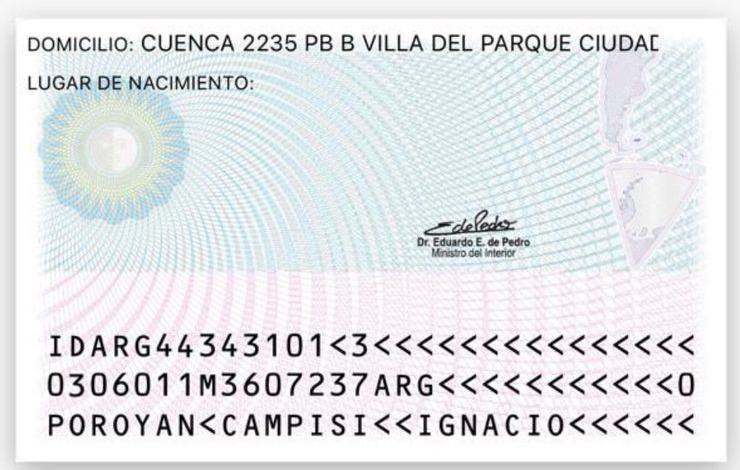 DOMICILIO: CUENCA 2235 PB B VILLA DEL PARQUE CIUDAD
LUGAR DE NACIMIENTO:
Dr. Eduardo E. de Pedro
Ministro del Interior
IDARG44343101<3<<<<<<<<<<<<<<<
0306011M3607237ARG<<<<<<<<<<<0
POROYAN<CAMPISI<<IGNACIO<<<<<<